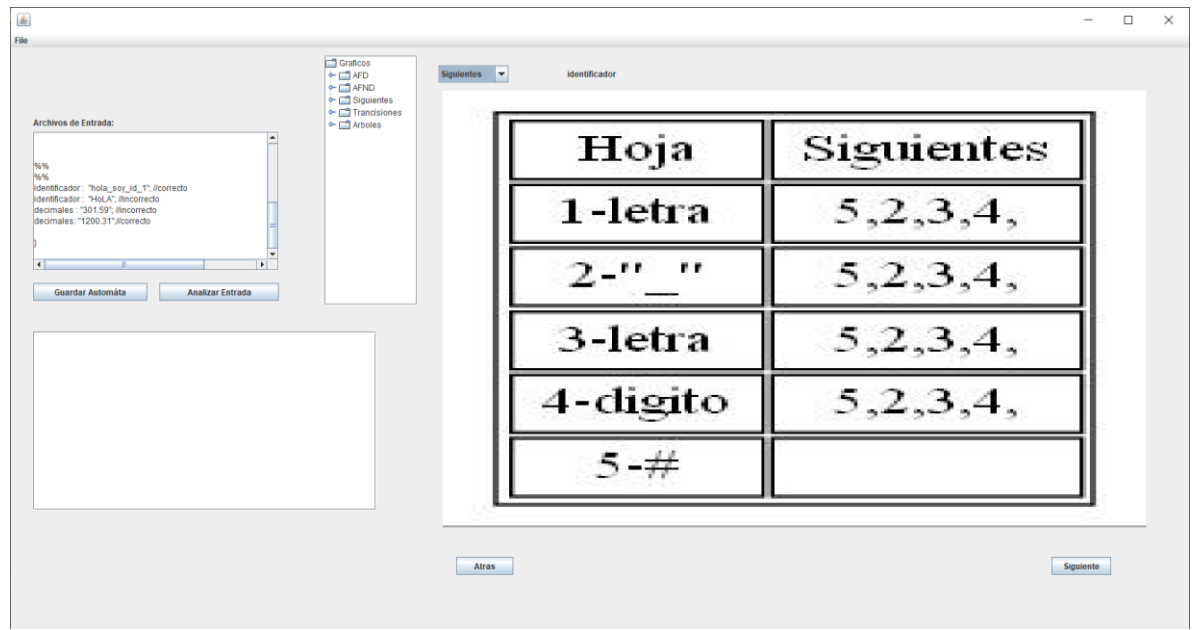 File
Archivos de Entrada:
%%
%%
identificador : "hola_soy_id_1"; //correcto
identificador : "HoLA"; //incorrecto
decimales : "301.59"; //incorrecto
decimales: "1200.31";//correcto
}
Guardar Automáta
Analizar Entrada
Graficos
AFD
AFND
Siguientes
Trancisiones
Arboles
Siguientes
identificador
Hoja Siguientes
1-letra 5,2,3,4,
2-"_" 5,2,3,4,
3-letra 5,2,3,4,
4-digito 5,2,3,4,
5-#
Atras
Siguiente